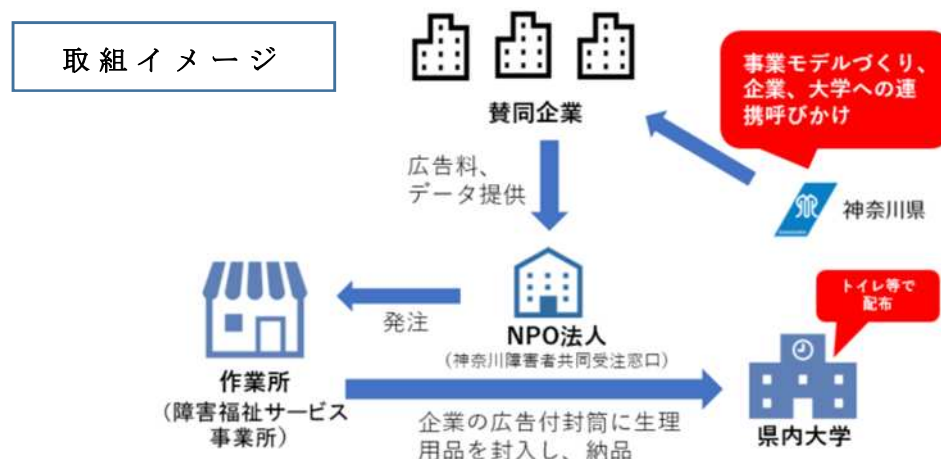 取組イメージ
事業モデルづくり、
企業、大学への連
携呼びかけ
賛同企業
広告料、
データ提供
神奈川県
トイレ等で
配布
発注
NPO法人
(神奈川障害者共同受注窓口)
作業所
(障害福祉サービス
事業所)
企業の広告付封筒に生理
用品を封入し、納品
県内大学